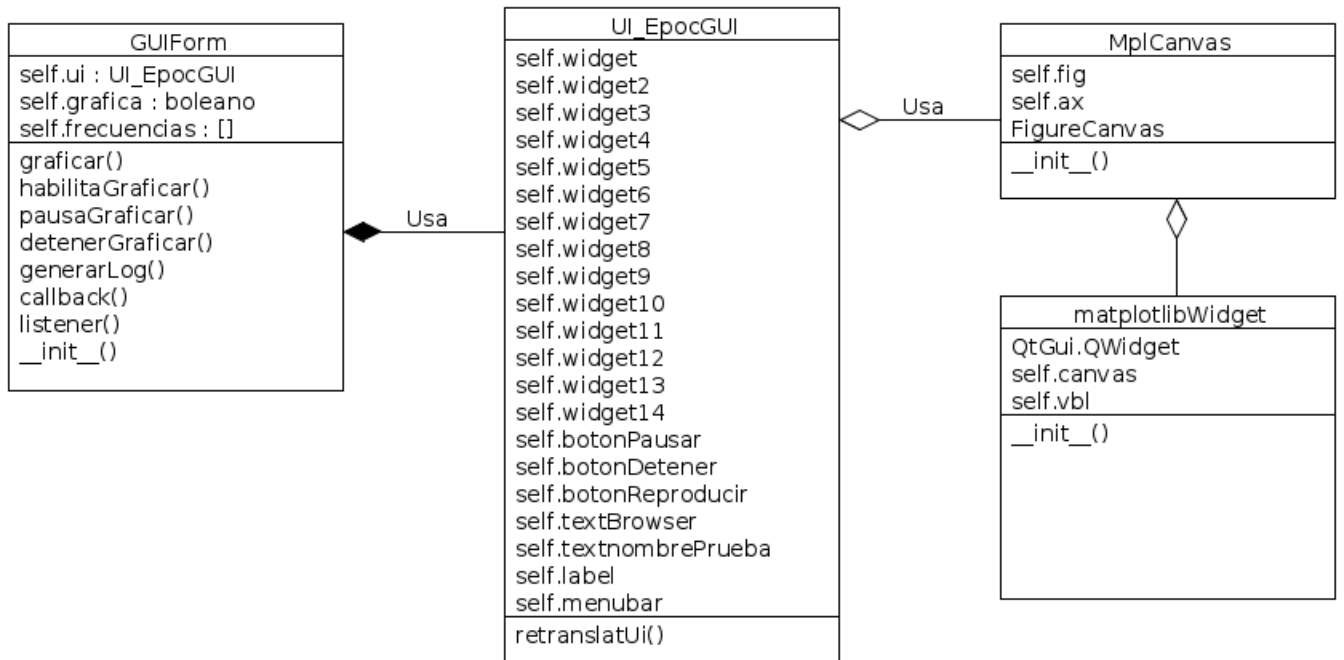 GUIForm
self.ui : UI_EpocGUI
self.grafica : boleano
self.frecuencias : []
graficar()
habilitaGraficar()
pausaGraficar()
detenerGraficar()
generarLog()
callback()
listener()
__init__()
Usa
UI_EpocGUI
self.widget
self.widget2
self.widget3
self.widget4
self.widget5
self.widget6
self.widget7
self.widget8
self.widget9
self.widget10
self.widget11
self.widget12
self.widget13
self.widget14
self.botonPausar
self.botonDetener
self.botonReproducir
self.textBrowser
self.textnombrePrueba
self.label
self.menubar
retranslatUi()
Usa
MplCanvas
self.fig
self.ax
FigureCanvas
__init__()
matplotlibWidget
QtGui.QWidget
self.canvas
self.vbl
__init__()